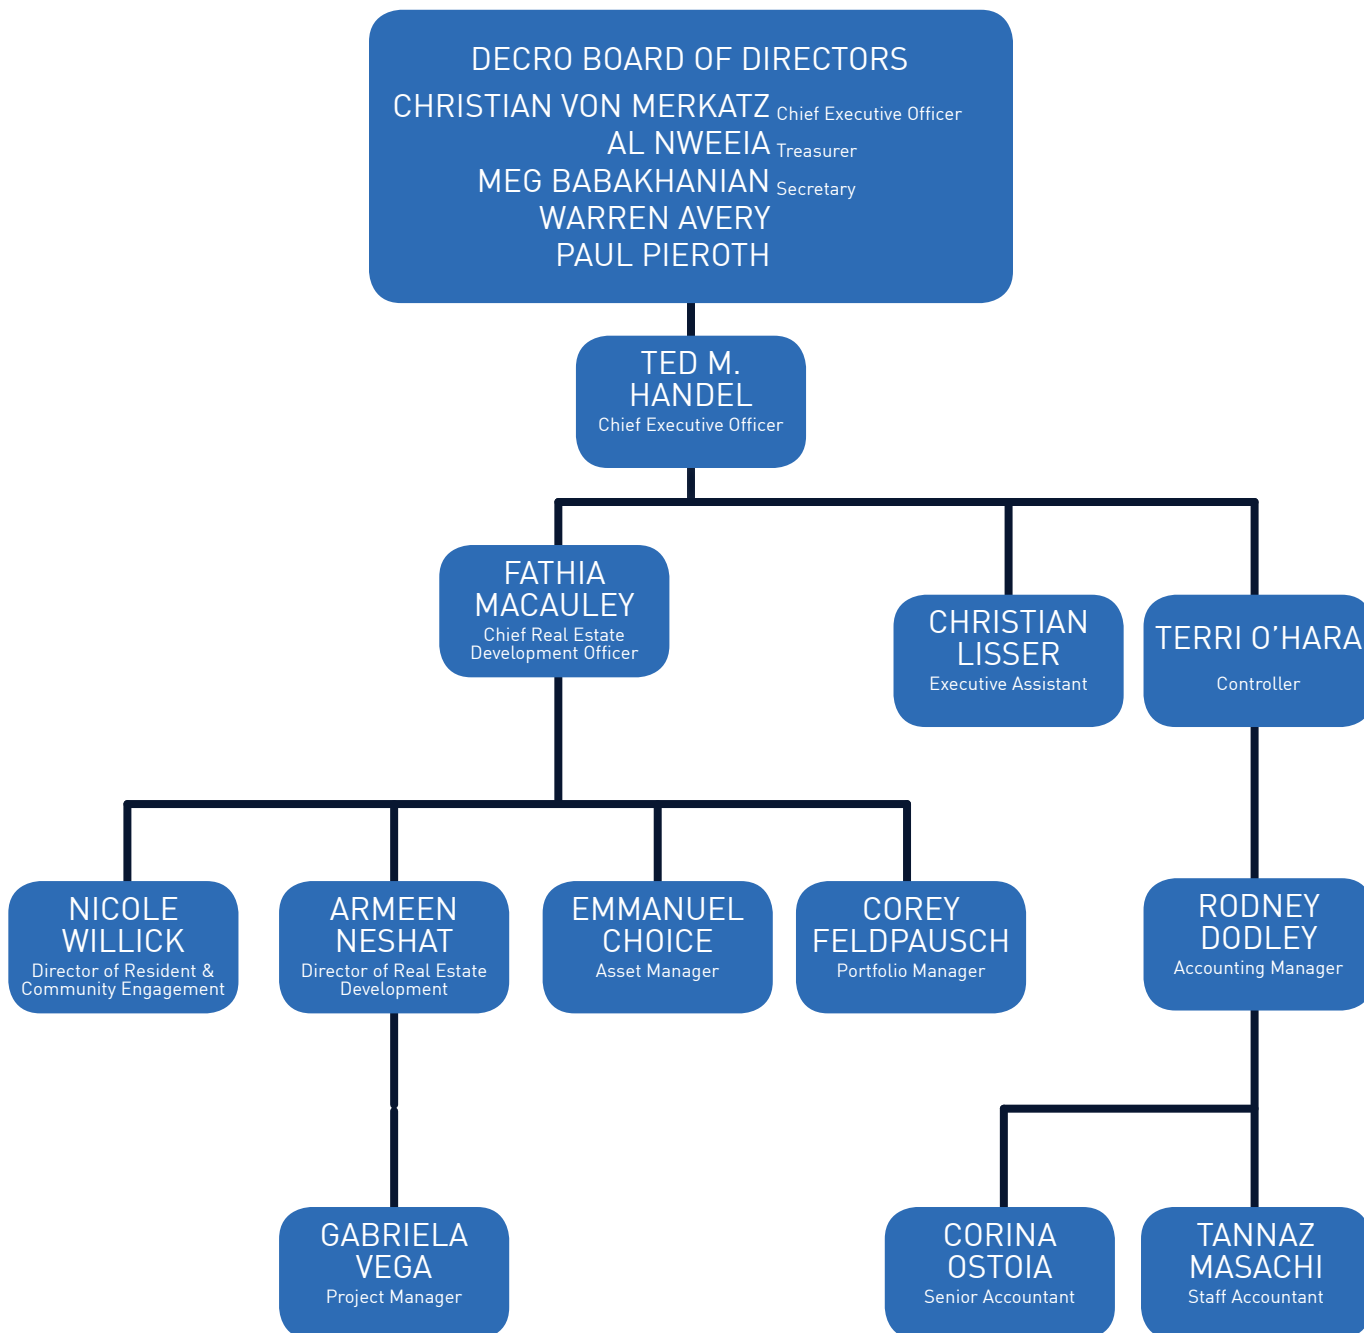 DECRO BOARD OF DIRECTORS
CHRISTIAN VON MERKATZ Chief Executive Officer
AL NWEEIA Treasurer
MEG BABAKHANIAN Secretary
WARREN AVERY
PAUL PIEROTH
TED M.
HANDEL
Chief Executive Officer
FATHIA
MACAULEY
Chief Real Estate
Development Officer
CHRISTIAN
LISSER
Executive Assistant
TERRI O’HARA
Controller
NICOLE
WILLICK
Director of Resident &
Community Engagement
ARMEEN
NESHAT
Director of Real Estate
Development
EMMANUEL
CHOICE
Asset Manager
COREY
FELDPAUSCH
Portfolio Manager
RODNEY
DODLEY
Accounting Manager
GABRIELA
VEGA
Project Manager
CORINA
OSTOIA
Senior Accountant
TANNAZ
MASACHI
Staff Accountant